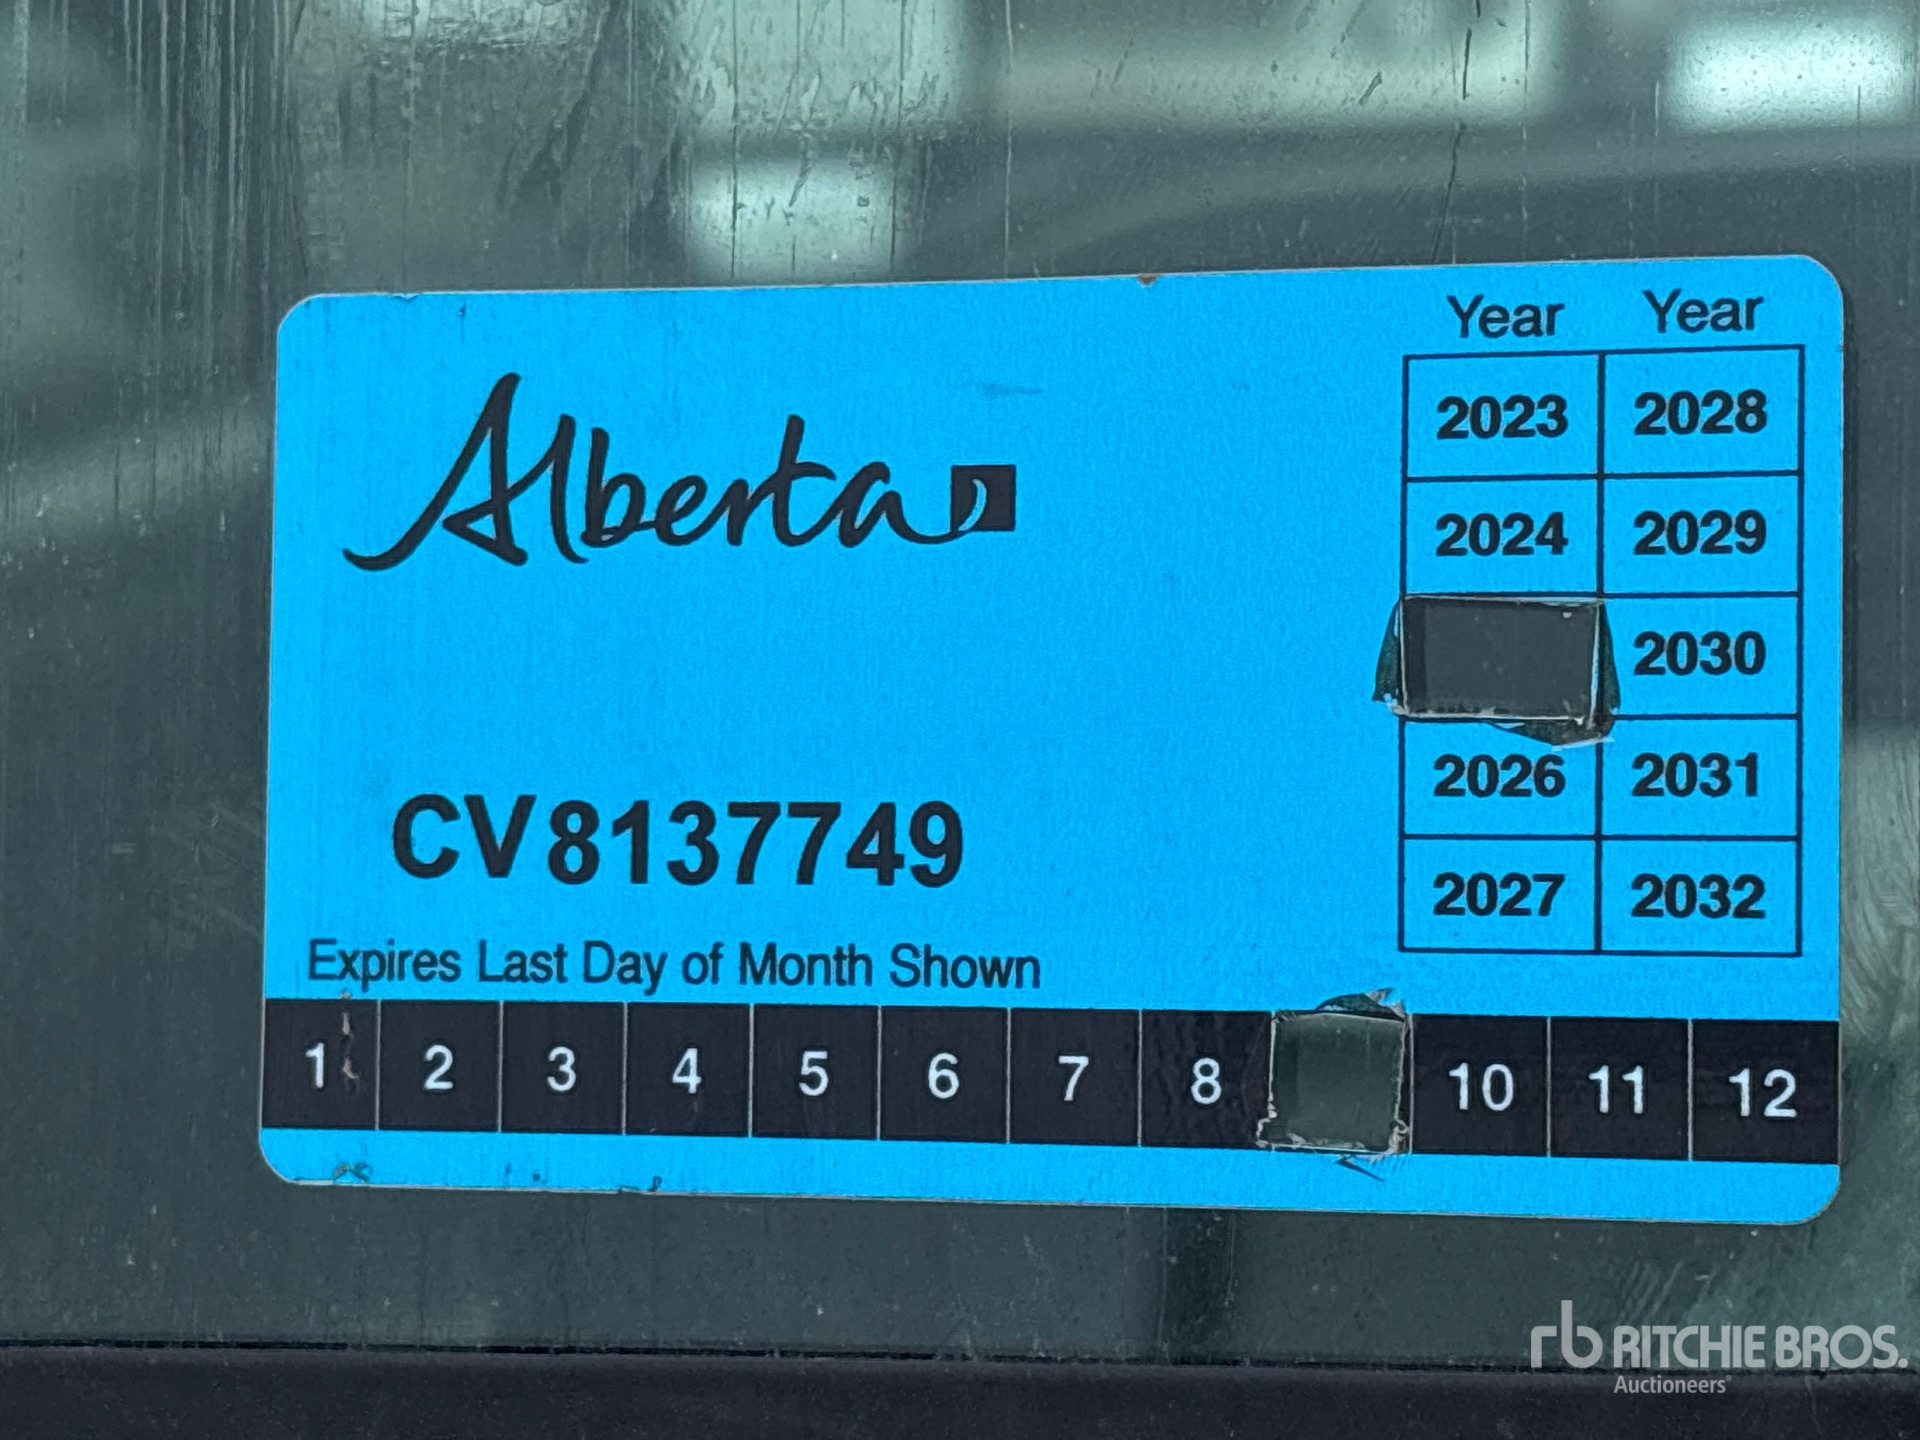 Alberta
Year Year
2023 2028
2024 2029
2030
2026 2031
2027 2032
CV8137749
Expires Last Day of Month Shown
1 2 3 4 5 6 7 8 10 11 12
rb RITCHIE BROS.
Auctioneers